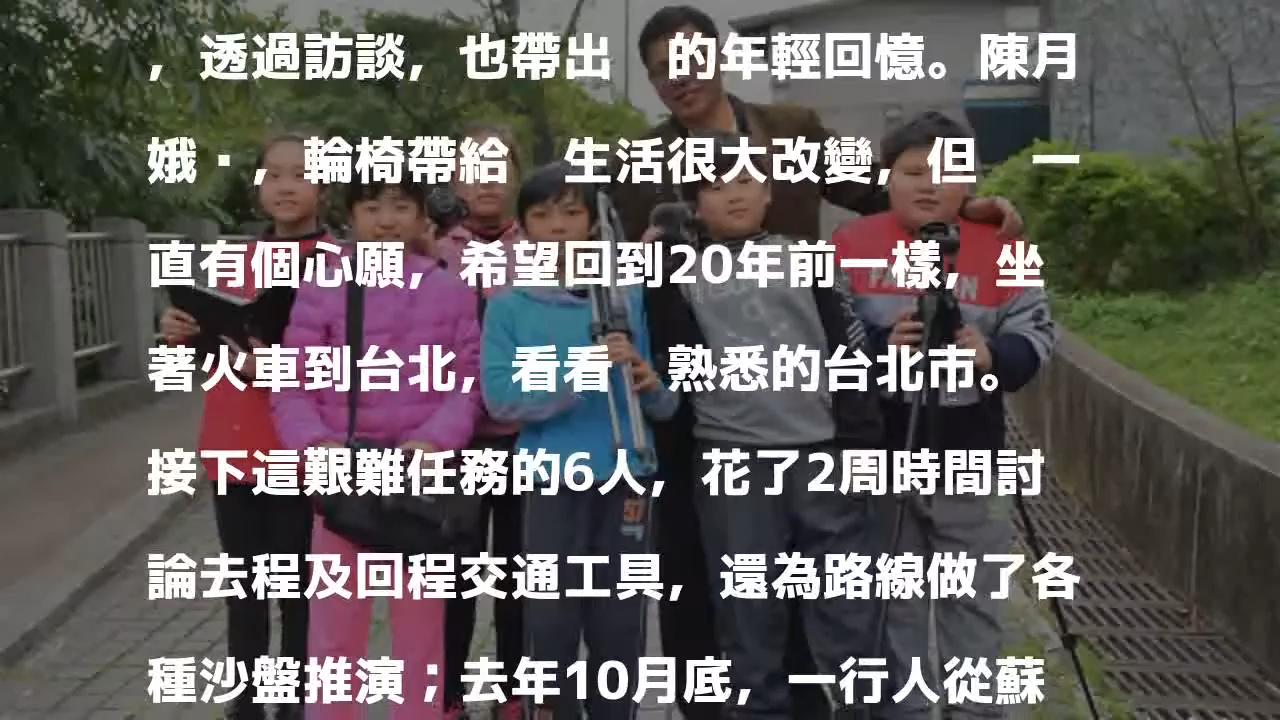 ，透過訪談，也帶出　的年輕回憶。陳月
娥·，輪椅帶給　生活很大改變，但　一
直有個心願，希望回到20年前一樣，坐
著火車到台北，看看　熟悉的台北市。
接下這艱難任務的6人，花了2周時間討
論去程及回程交通工具，還為路線做了各
種沙盤推演；去年10月底，一行人從蘇